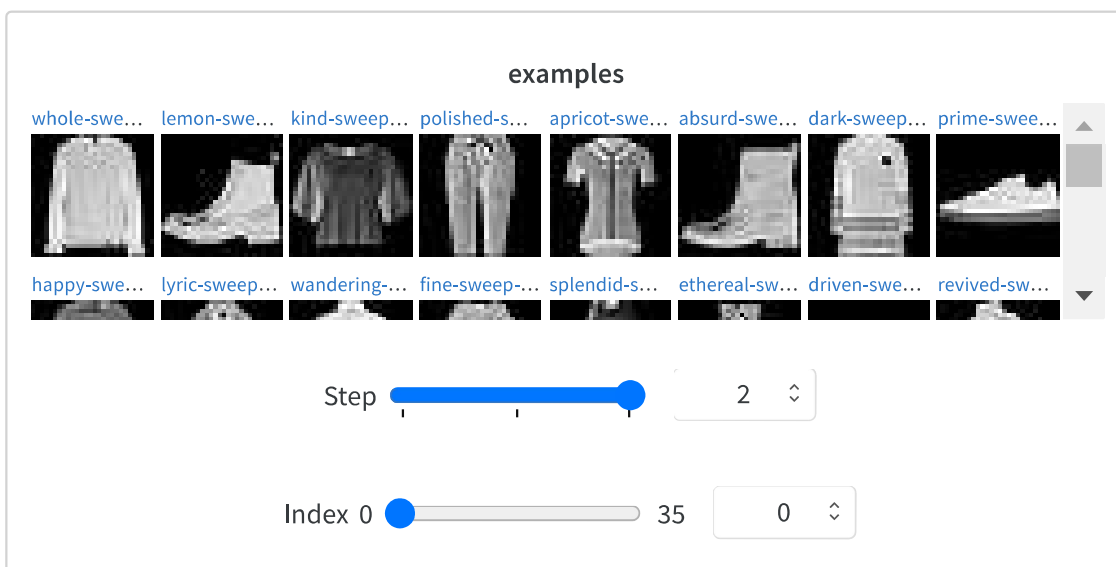 examples
whole-swe... lemon-swe... kind-sweep... polished-s... apricot-swe... absurd-swe... dark-sweep... prime-swee...
happy-swe... lyric-sweep... wandering-... fine-sweep-... splendid-s... ethereal-sw... driven-swe... revived-sw...
Step 2
Index 0 35 0